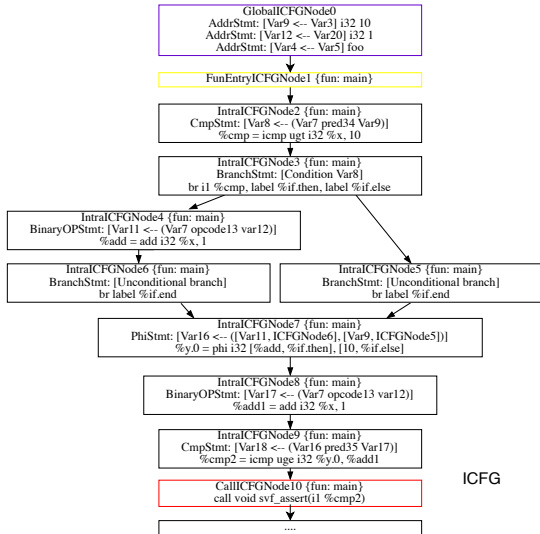 GlobalICFGNode0
AddrStmt: [Var9 <-- Var3] i32 10
AddrStmt: [Var12 <-- Var20] i32 1
AddrStmt: [Var4 <-- Var5] foo
FunEntryICFGNode1 {fun: main}
IntraICFGNode2 {fun: main}
CmpStmt: [Var8 <-- (Var7 pred34 Var9)]
%cmp = icmp ugt i32 %x, 10
IntraICFGNode3 {fun: main}
BranchStmt: [Condition Var8]
br i1 %cmp, label %if.then, label %if.else
IntraICFGNode4 {fun: main}
BinaryOPStmt: [Var11 <-- (Var7 opcode13 var12)]
%add = add i32 %x, 1
IntraICFGNode6 {fun: main}
BranchStmt: [Unconditional branch]
br label %if.end
IntraICFGNode5 {fun: main}
BranchStmt: [Unconditional branch]
br label %if.end
IntraICFGNode7 {fun: main}
PhiStmt: [Var16 <-- ([Var11, ICFGNode6], [Var9, ICFGNode5])]
%y.0 = phi i32 [%add, %if.then], [10, %if.else]
IntraICFGNode8 {fun: main}
BinaryOPStmt: [Var17 <-- (Var7 opcode13 var12)]
%add1 = add i32 %x, 1
IntraICFGNode9 {fun: main}
CmpStmt: [Var18 <-- (Var16 pred35 Var17)]
%cmp2 = icmp uge i32 %y.0, %add1
ICFG
CallICFGNode10 {fun: main}
call void svf_assert(i1 %cmp2)
....